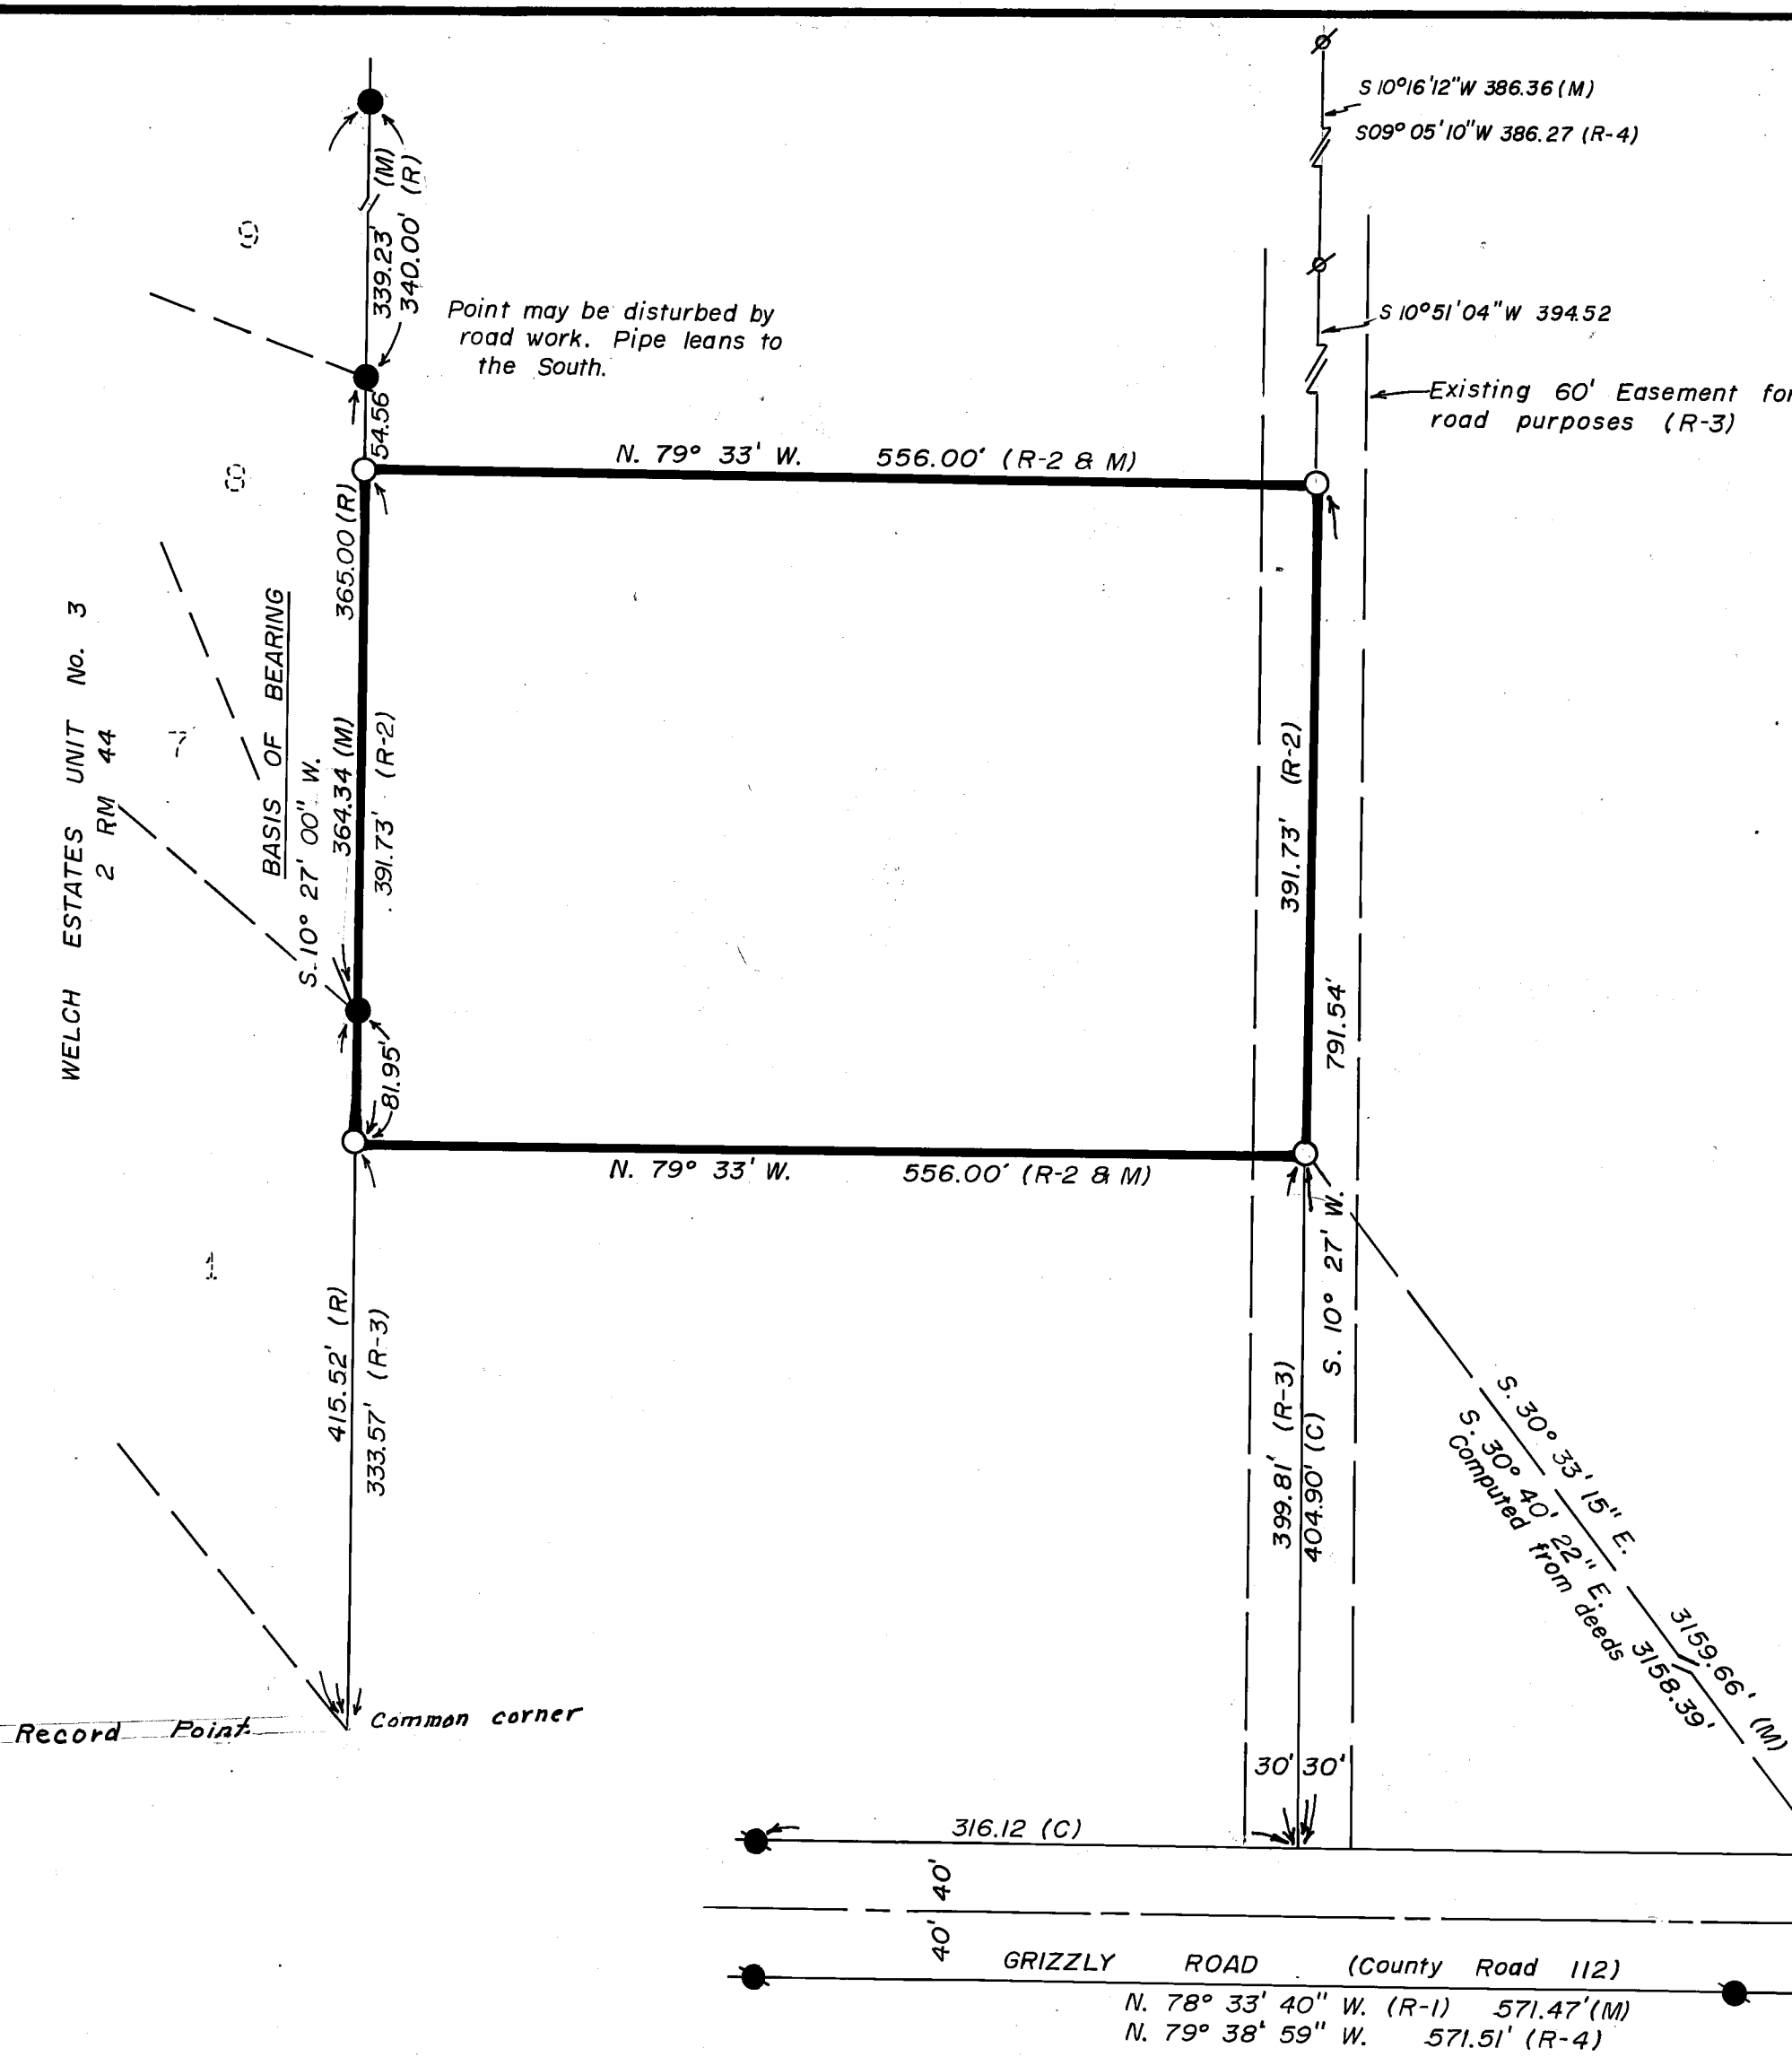 S 10°16'12"W 386.36 (M)
S09° 05'10"W 386.27 (R-4)
339.23' (M)
340.00' (R)
9
Point may be disturbed by
road work. Pipe leans to
the South.
S 10°51'04"W 394.52
Existing 60' Easement for
road purposes (R-3)
54.56'
N. 79° 33' W. 556.00' (R-2 & M)
8
365.00 (R)
364.34 (M)
391.73' (R-2)
BASIS OF BEARING
S. 10° 27' 00" W.
WELCH ESTATES UNIT No. 3
2 RM 44
7
391.73' (R-2)
791.54'
81.95'
N. 79° 33' W. 556.00' (R-2 & M)
S. 10° 27' W.
1
415.52' (R)
333.57' (R-3)
399.81' (R-3)
404.90' (C)
S. 30° 33' 15" E. 3159.66' (M)
S. 30° 40' 22" E. 3158.39'
Computed from deeds
Record Point
Common corner
30' 30'
316.12 (C)
40'
40'
GRIZZLY ROAD (County Road 112)
N. 78° 33' 40" W. (R-1) 571.47'(M)
N. 79° 38' 59" W. 571.51' (R-4)